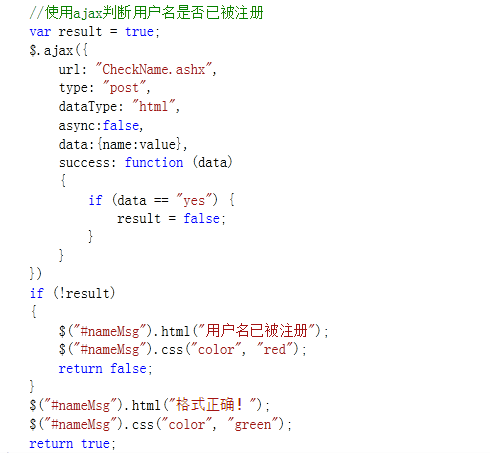 //使用ajax判断用户名是否已被注册
var result = true;
$.ajax({
url: "CheckName.ashx",
type: "post",
dataType: "html",
async:false,
data:{name:value},
success: function (data)
{
if (data == "yes") {
result = false;
}
}
})
if (!result)
{
$("#nameMsg").html("用户名已被注册");
$("#nameMsg").css("color", "red");
return false;
}
$("#nameMsg").html("格式正确！");
$("#nameMsg").css("color", "green");
return true;